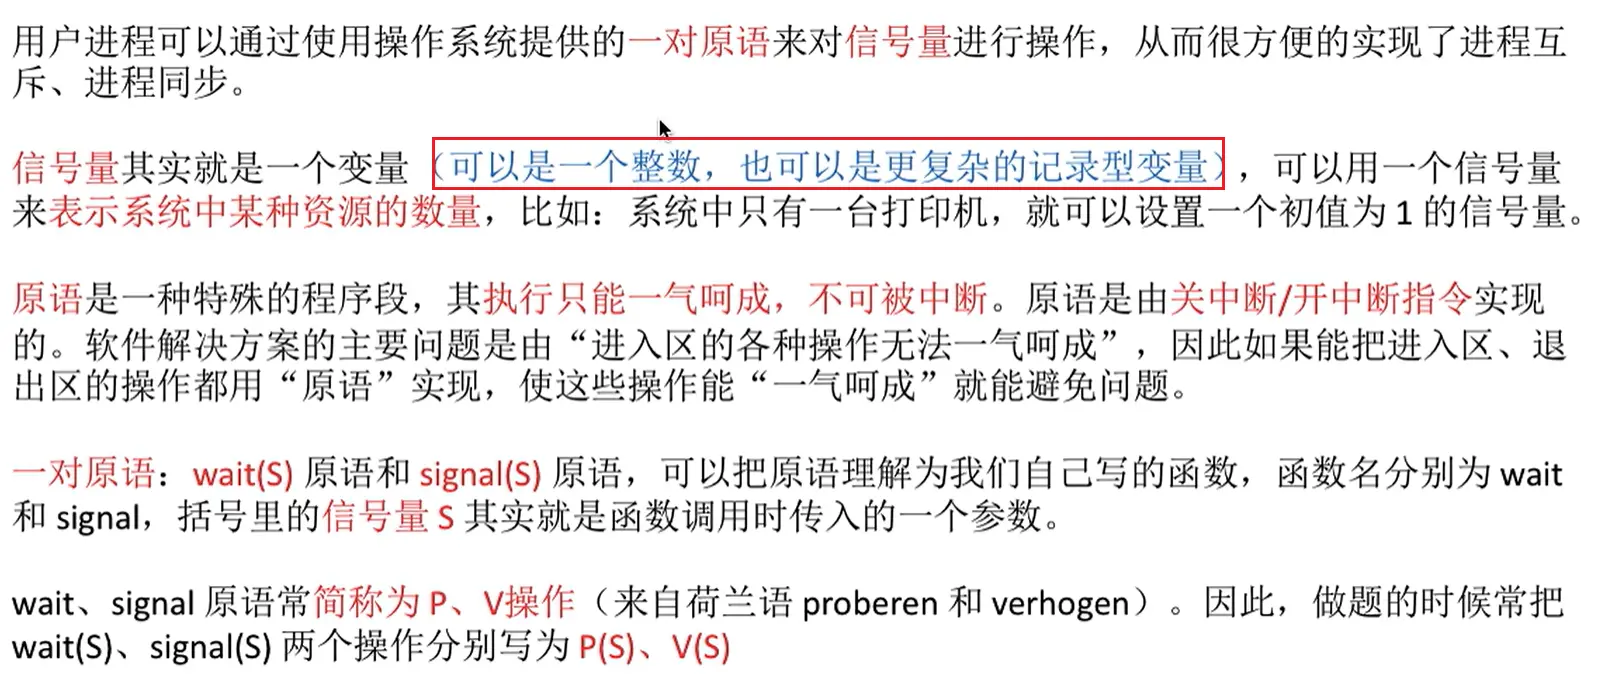 用户进程可以通过使用操作系统提供的一对原语来对信号量进行操作，从而很方便的实现了进程互
斥、进程同步。
信号量其实就是一个变量（可以是一个整数，也可以是更复杂的记录型变量），可以用一个信号量
来表示系统中某种资源的数量，比如：系统中只有一台打印机，就可以设置一个初值为 1 的信号量。
原语是一种特殊的程序段，其执行只能一气呵成，不可被中断。原语是由关中断/开中断指令实现
的。软件解决方案的主要问题是由“进入区的各种操作无法一气呵成”，因此如果能把进入区、退
出区的操作都用“原语”实现，使这些操作能“一气呵成”就能避免问题。
一对原语：wait(S) 原语和 signal(S) 原语，可以把原语理解为我们自己写的函数，函数名分别为 wait
和 signal，括号里的信号量 S 其实就是函数调用时传入的一个参数。
wait、signal 原语常简称为 P、V操作（来自荷兰语 proberen 和 verhogen）。因此，做题的时候常把
wait(S)、signal(S) 两个操作分别写为 P(S)、V(S)